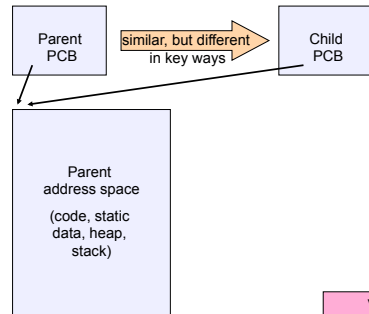 Parent
PCB
similar, but different
in key ways
Child
PCB
Parent
address space
(code, static
data, heap,
stack)